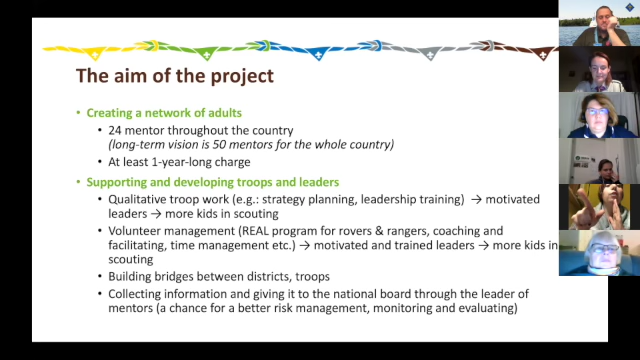 The aim of the project
• Creating a network of adults
• 24 mentor throughout the country
(long-term vision is 50 mentors for the whole country)
• At least 1-year-long charge
• Supporting and developing troops and leaders
• Qualitative troop work (e.g.: strategy planning, leadership training) → motivated
leaders → more kids in scouting
• Volunteer management (REAL program for rovers & rangers, coaching and
facilitating, time management etc.) → motivated and trained leaders → more kids in
scouting
• Building bridges between districts, troops
• Collecting information and giving it to the national board through the leader of
mentors (a chance for a better risk management, monitoring and evaluating)